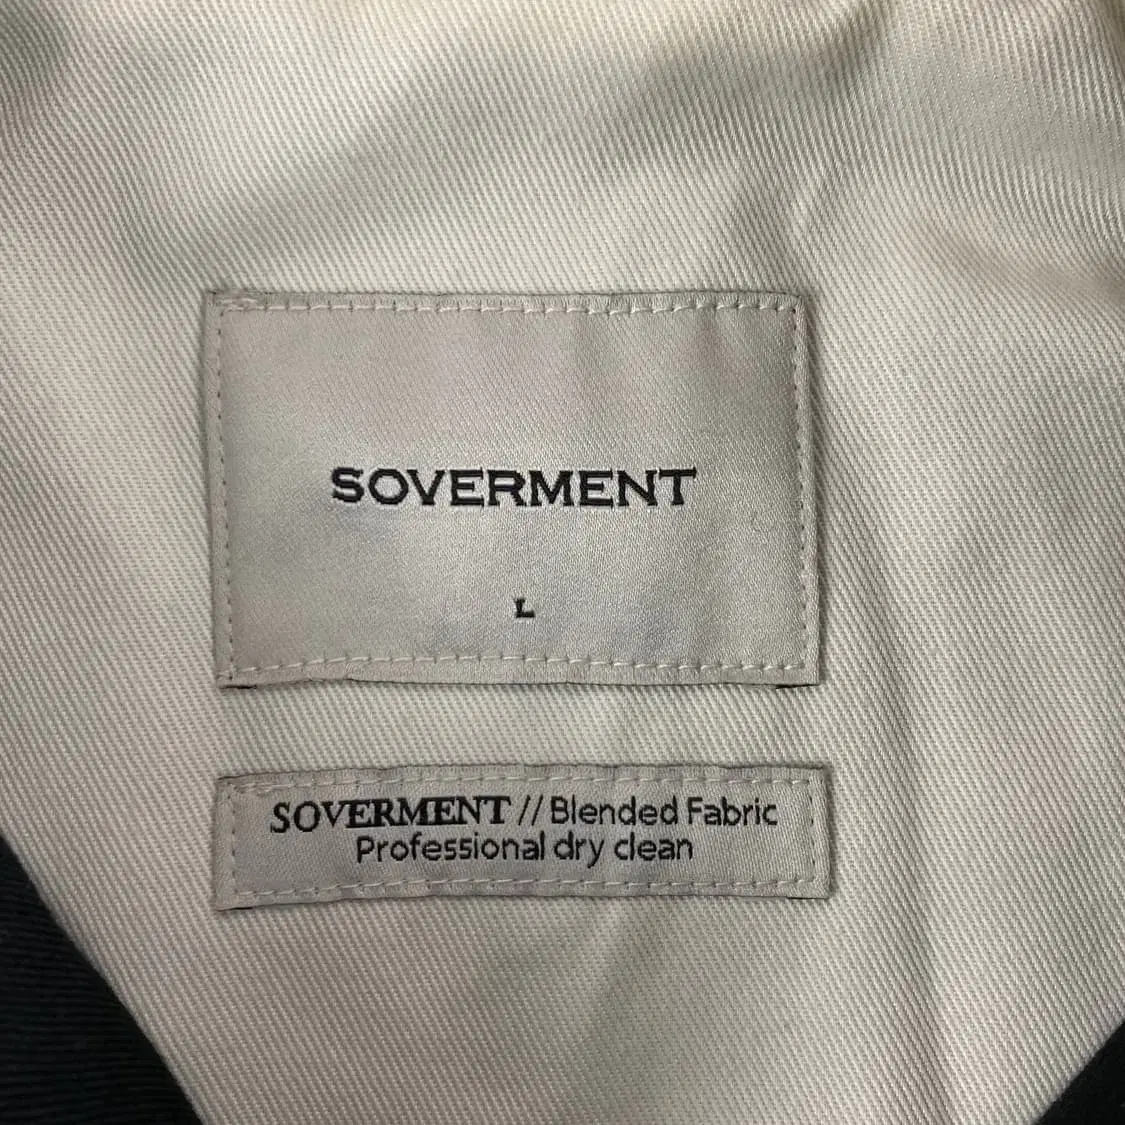 SOVERMENT
L
SOVERMENT // Blended Fabric
Professional dry clean